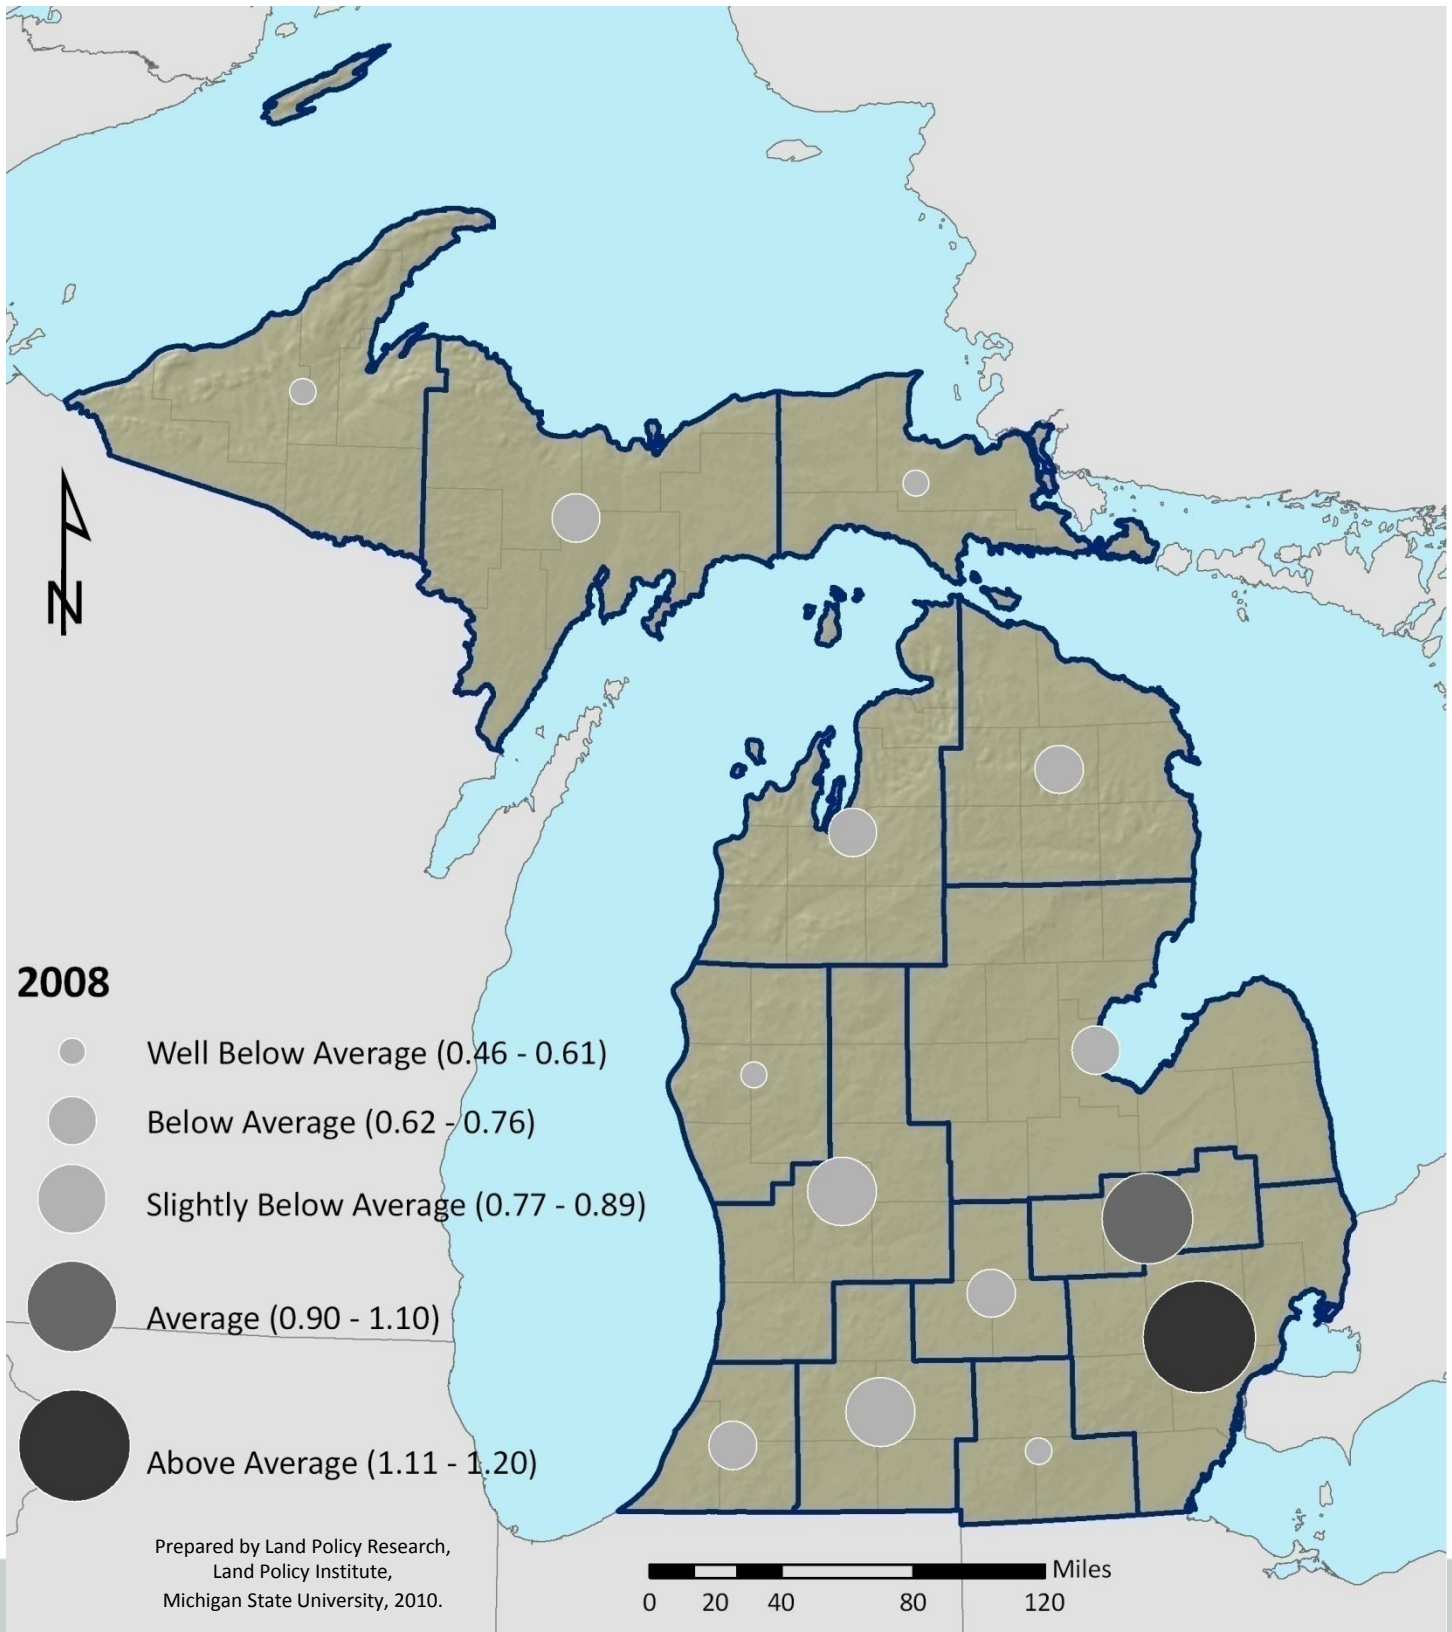 N
2008
Well Below Average (0.46 - 0.61)
Below Average (0.62 - 0.76)
Slightly Below Average (0.77 - 0.89)
Average (0.90 - 1.10)
Above Average (1.11 - 1.20)
Prepared by Land Policy Research,
Land Policy Institute,
Michigan State University, 2010.
Miles
0 20 40 80 120